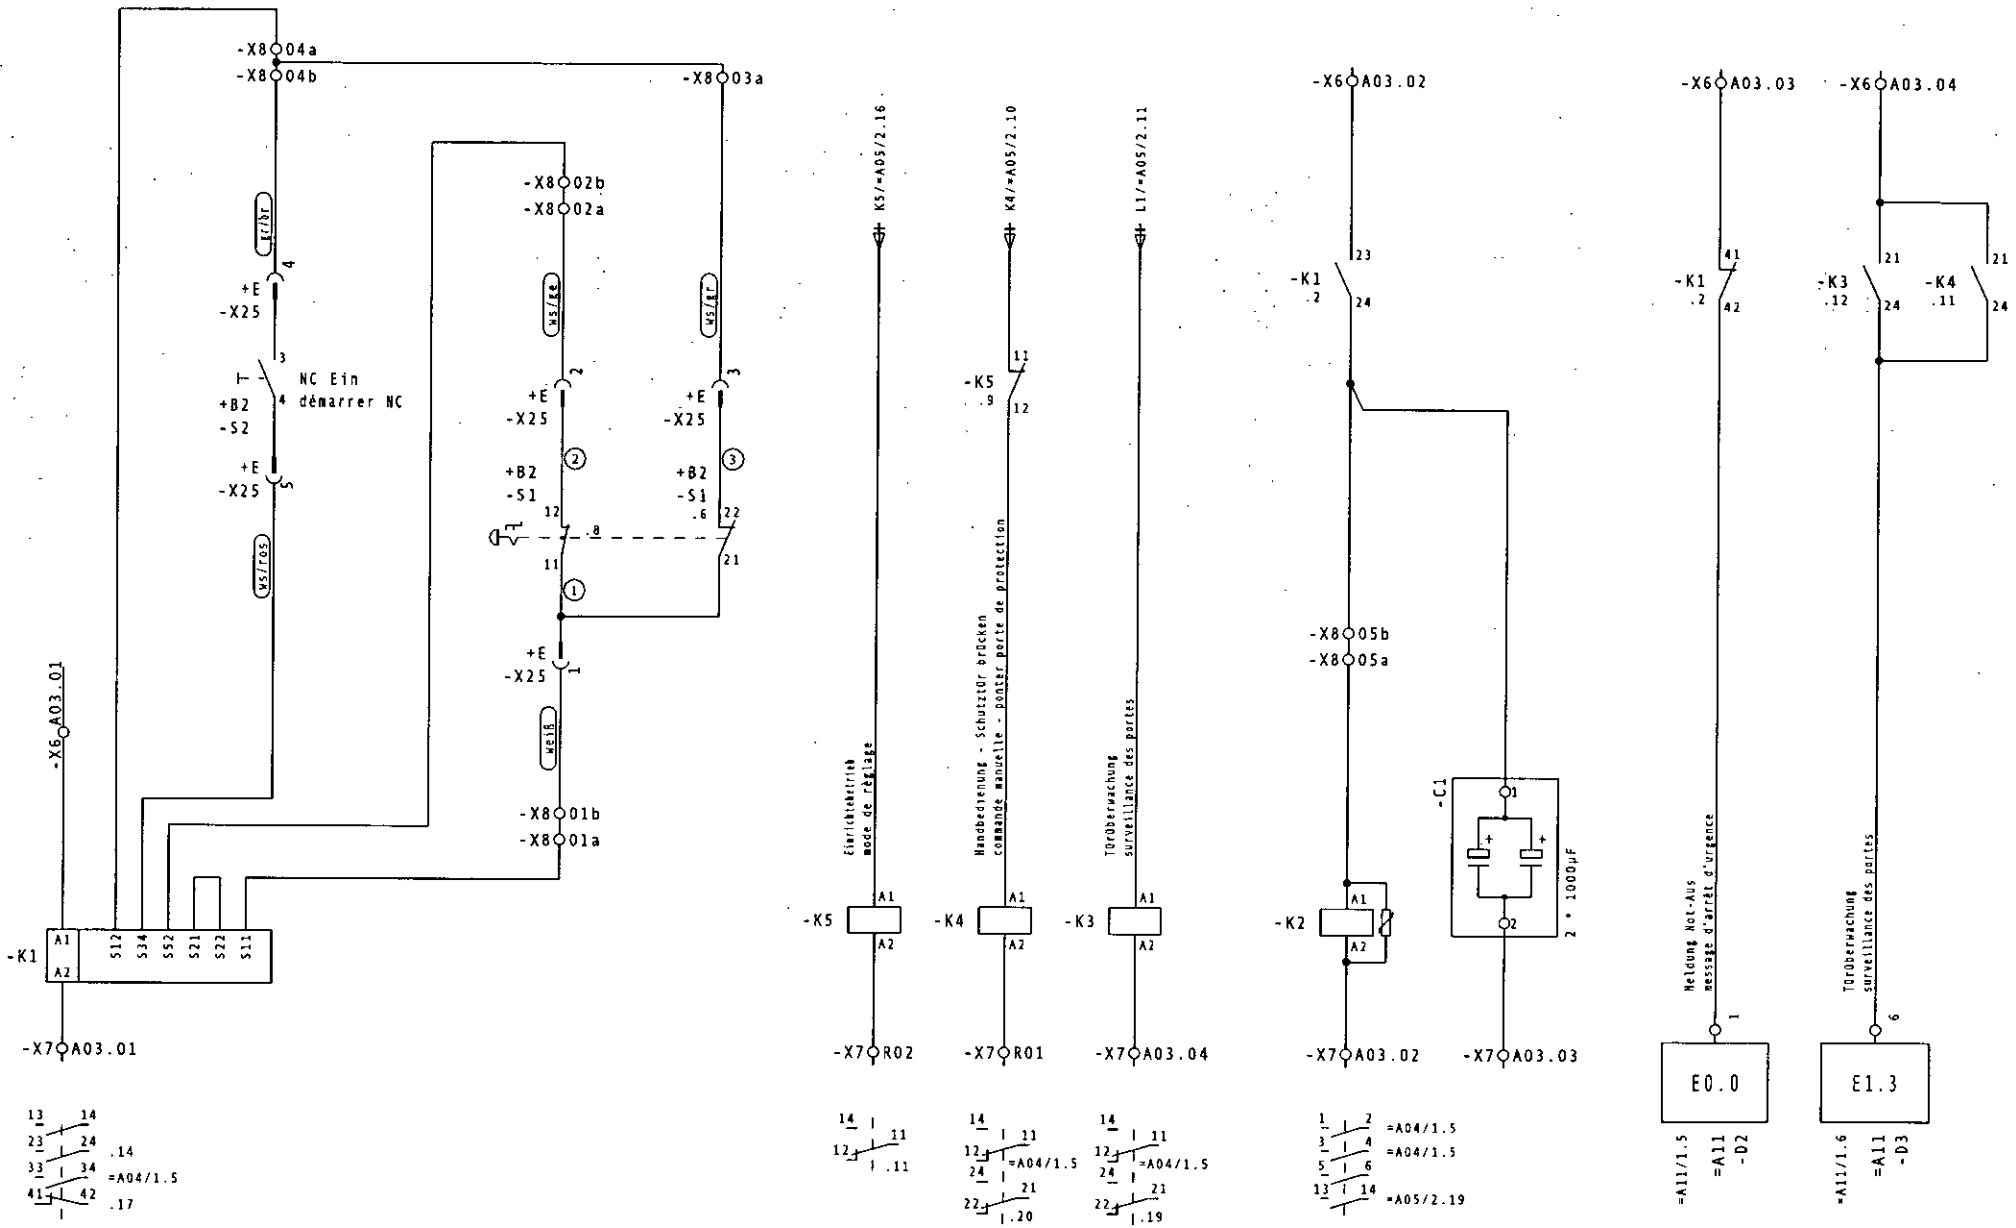 -X8 04a
-X8 04b
-X8 03a
-X8 02b
-X8 02a
gr/br
4
+E
-X25
3
NC Ein
4 démarrer NC
+B2
-S2
+E
-X25
5
ws/ros
ws/ge
2
+E
-X25
2
+B2
-S1
12
.8
11
1
+E
-X25
1
weiß
-X8 01b
-X8 01a
ws/gr
3
+E
-X25
3
+B2
-S1
.6
22
21
-X6 A03.01
-K1
A1
A2
S12
S34
S52
S21
S22
S11
-X7 A03.01
K5/=A05/2.16
Einrichtebetrieb
mode de réglage
-K5
A1
A2
-X7 R02
K4/=A05/2.10
11
-K5
.9
12
Handbedienung - Schutztür brücken
commande manuelle - ponter porte de protection
-K4
A1
A2
-X7 R01
L1/=A05/2.11
Türüberwachung
surveillance des portes
-K3
A1
A2
-X7 A03.04
-X6 A03.02
23
-K1
.2
24
-X8 05b
-X8 05a
-K2
A1
A2
-X7 A03.02
-C1
1
+
+
2
2 * 1000µF
-X7 A03.03
-X6 A03.03
41
-K1
.2
42
Meldung Not-Aus
message d'arrêt d'urgence
1
E0.0
=A11/1.5
=A11
-D2
-X6 A03.04
21
-K3
.12
24
21
-K4
.11
24
Türüberwachung
surveillance des portes
6
E1.3
=A11/1.6
=A11
-D3
13 14
23 24 .14
33 34 =A04/1.5
41 42 .17
14
11
12
.11
14
11
12 =A04/1.5
24
21
22 .20
14
11
12 =A04/1.5
24
21
22 .19
1 2 =A04/1.5
3 4 =A04/1.5
5 6
13 14 =A05/2.19